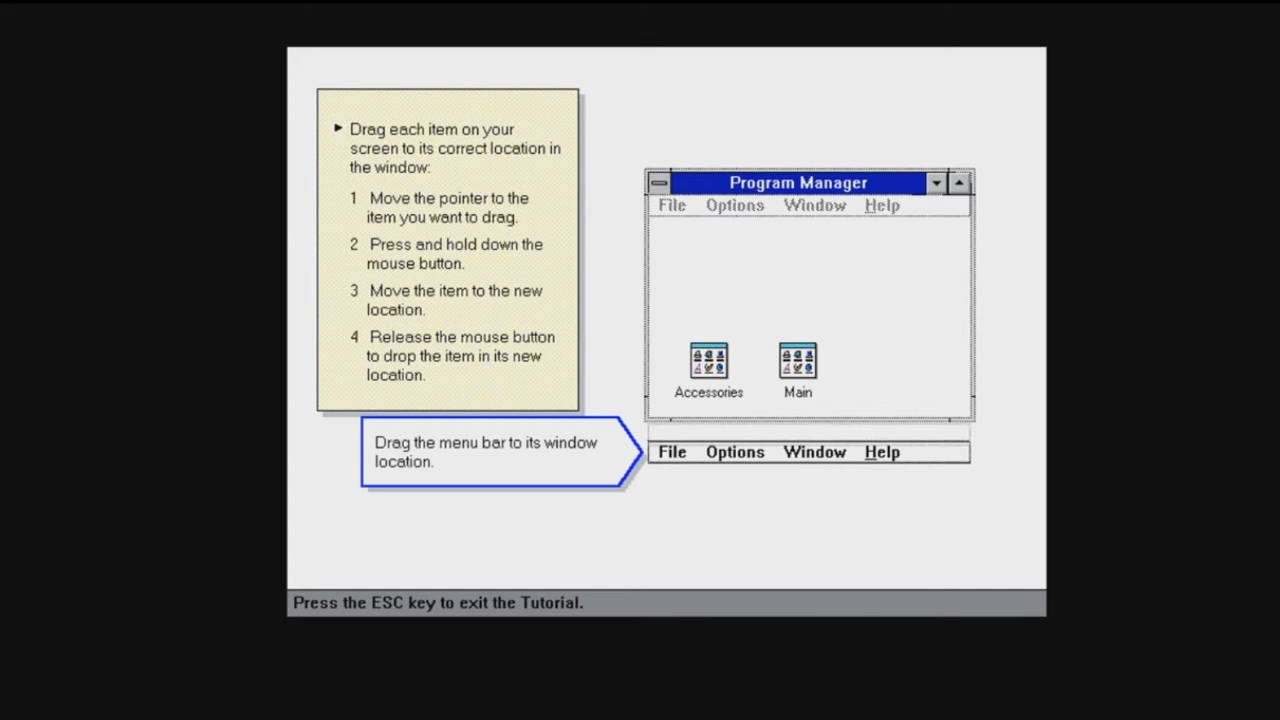 Drag each item on your
screen to its correct location in
the window:
1 Move the pointer to the
item you want to drag.
2 Press and hold down the
mouse button.
3 Move the item to the new
location.
4 Release the mouse button
to drop the item in its new
location.
Drag the menu bar to its window
location.
Program Manager
File Options Window Help
Accessories Main
File Options Window Help
Press the ESC key to exit the Tutorial.